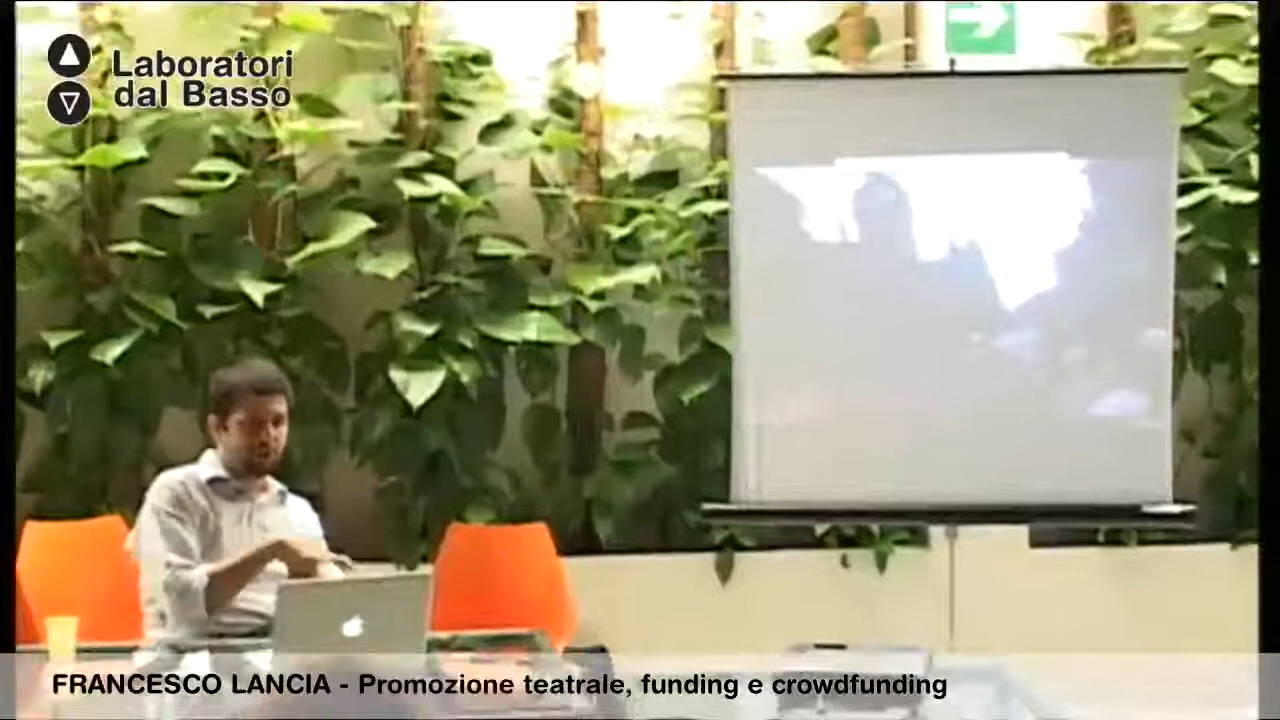 Laboratori
dal Basso
FRANCESCO LANCIA - Promozione teatrale, funding e crowdfunding